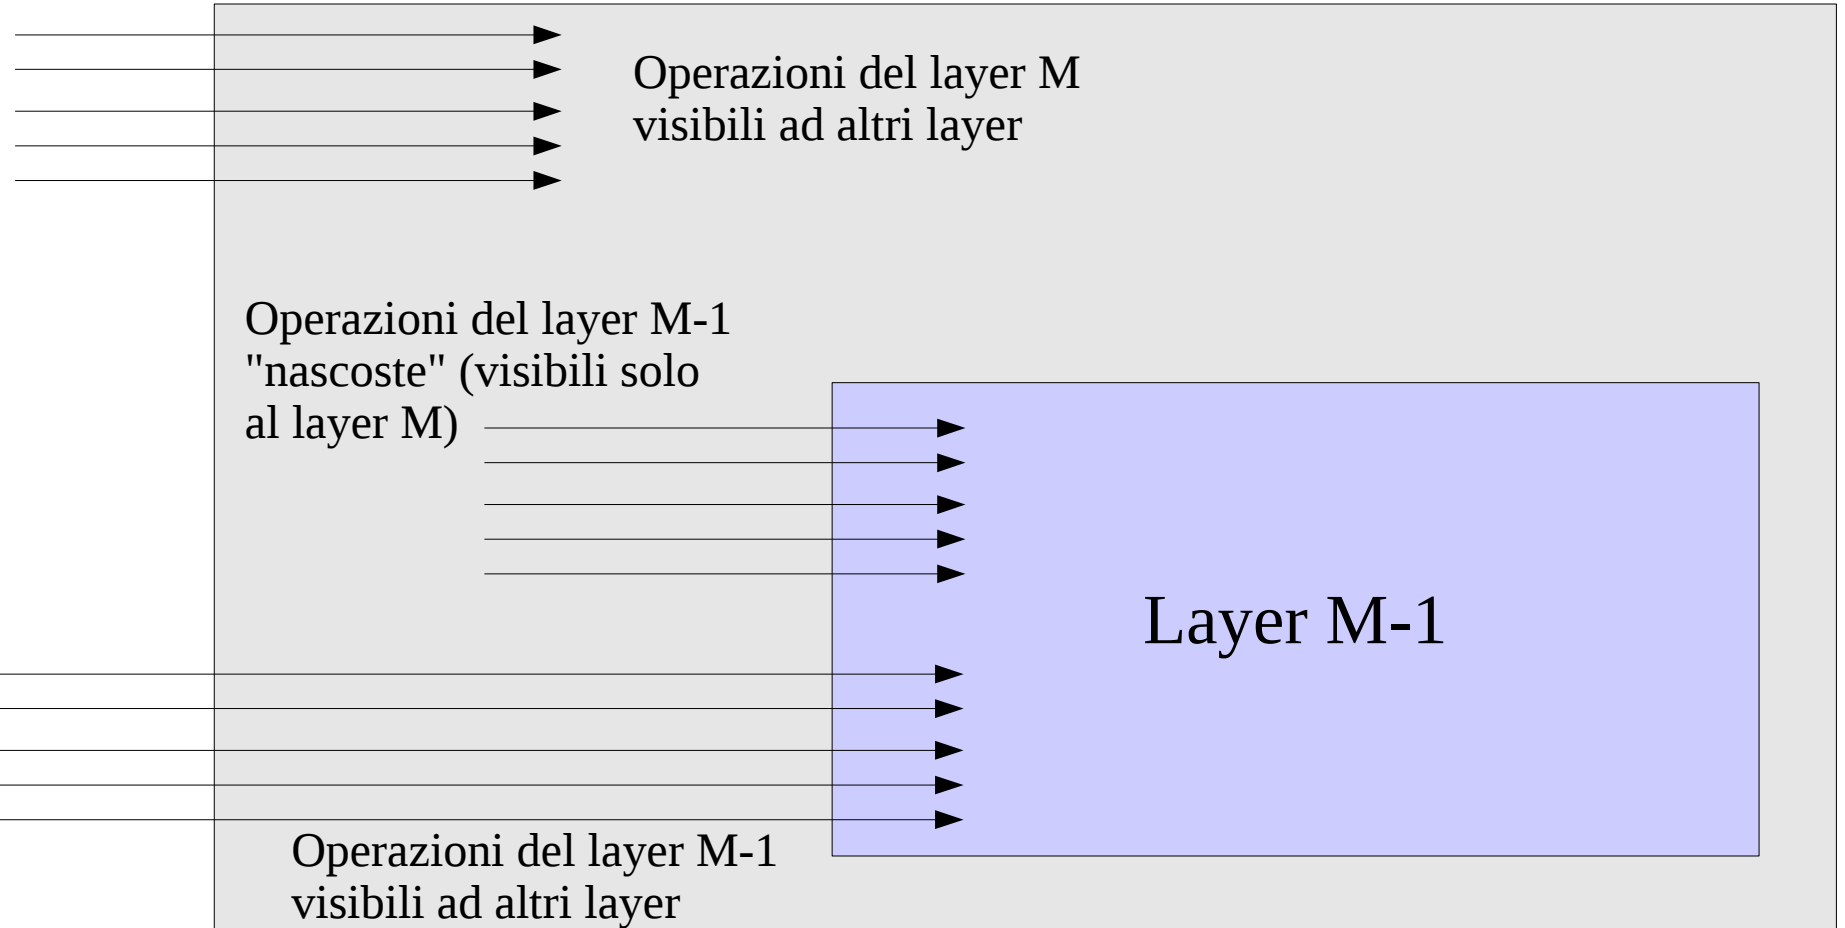 Operazioni del layer M
visibili ad altri layer
Operazioni del layer M-1
"nascoste" (visibili solo
al layer M)
Layer M-1
Operazioni del layer M-1
visibili ad altri layer